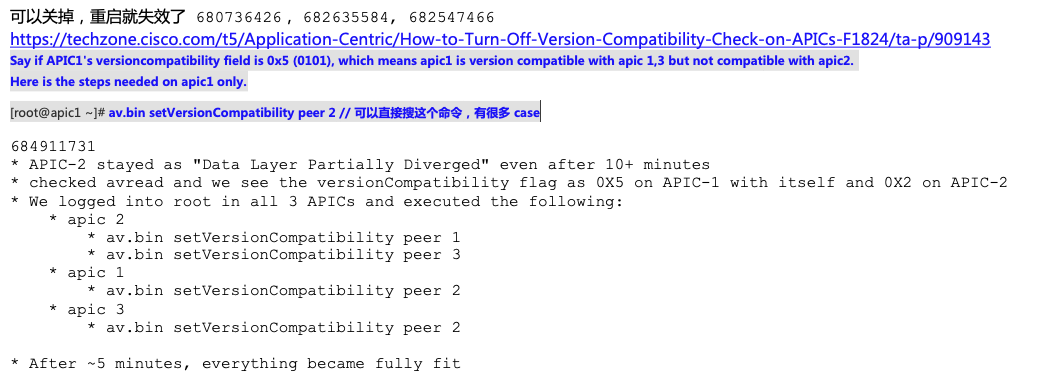 可以关掉，重启就失效了 680736426 , 682635584, 682547466
https://techzone.cisco.com/t5/Application-Centric/How-to-Turn-Off-Version-Compatibility-Check-on-APICs-F1824/ta-p/909143
Say if APIC1's versioncompatibility field is 0x5 (0101), which means apic1 is version compatible with apic 1,3 but not compatible with apic2.
Here is the steps needed on apic1 only.
[root@apic1 ~]# av.bin setVersionCompatibility peer 2 // 可以直接搜这个命令，有很多 case
684911731
* APIC-2 stayed as "Data Layer Partially Diverged" even after 10+ minutes
* checked avread and we see the versionCompatibility flag as 0X5 on APIC-1 with itself and 0X2 on APIC-2
* We logged into root in all 3 APICs and executed the following:
* apic 2
* av.bin setVersionCompatibility peer 1
* av.bin setVersionCompatibility peer 3
* apic 1
* av.bin setVersionCompatibility peer 2
* apic 3
* av.bin setVersionCompatibility peer 2
* After ~5 minutes, everything became fully fit